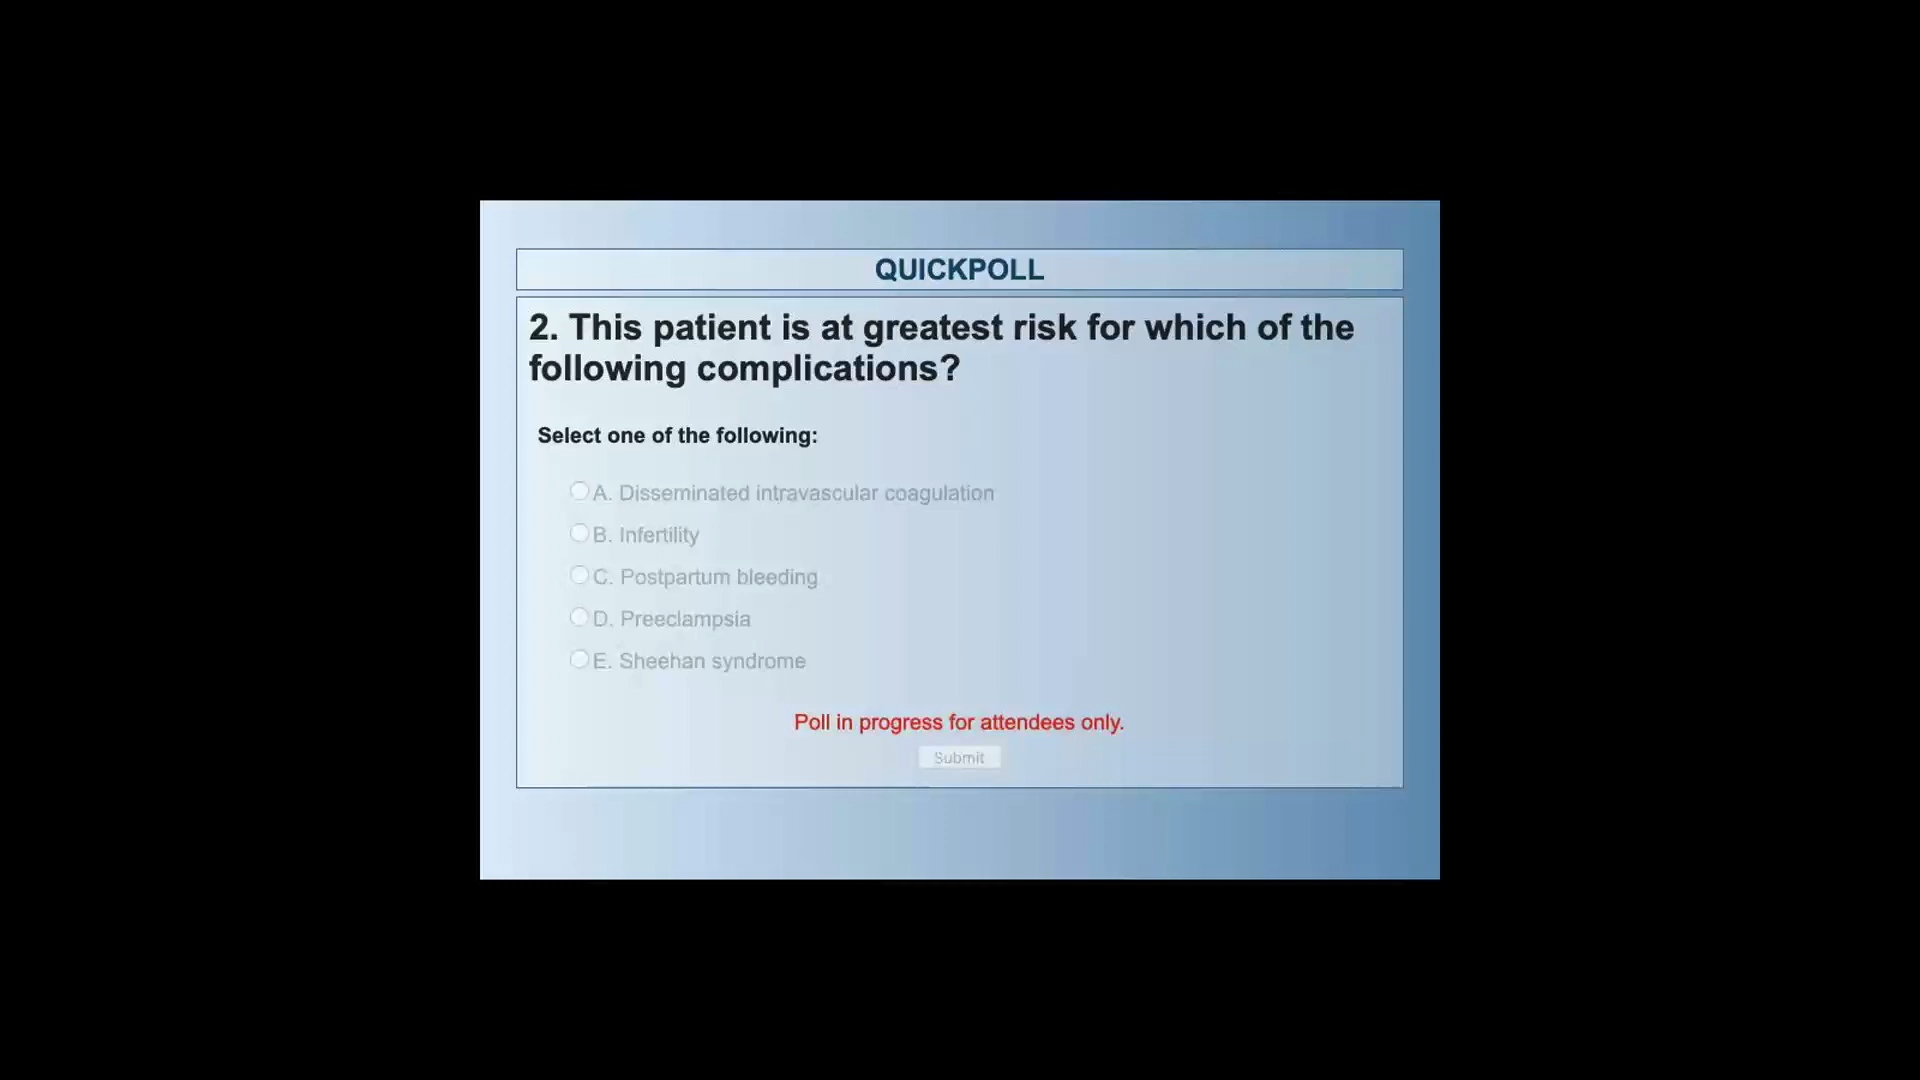 QUICKPOLL
2. This patient is at greatest risk for which of the
following complications?
Select one of the following:
A. Disseminated intravascular coagulation
B. Infertility
C. Postpartum bleeding
D. Preeclampsia
E. Sheehan syndrome
Poll in progress for attendees only.
Submit